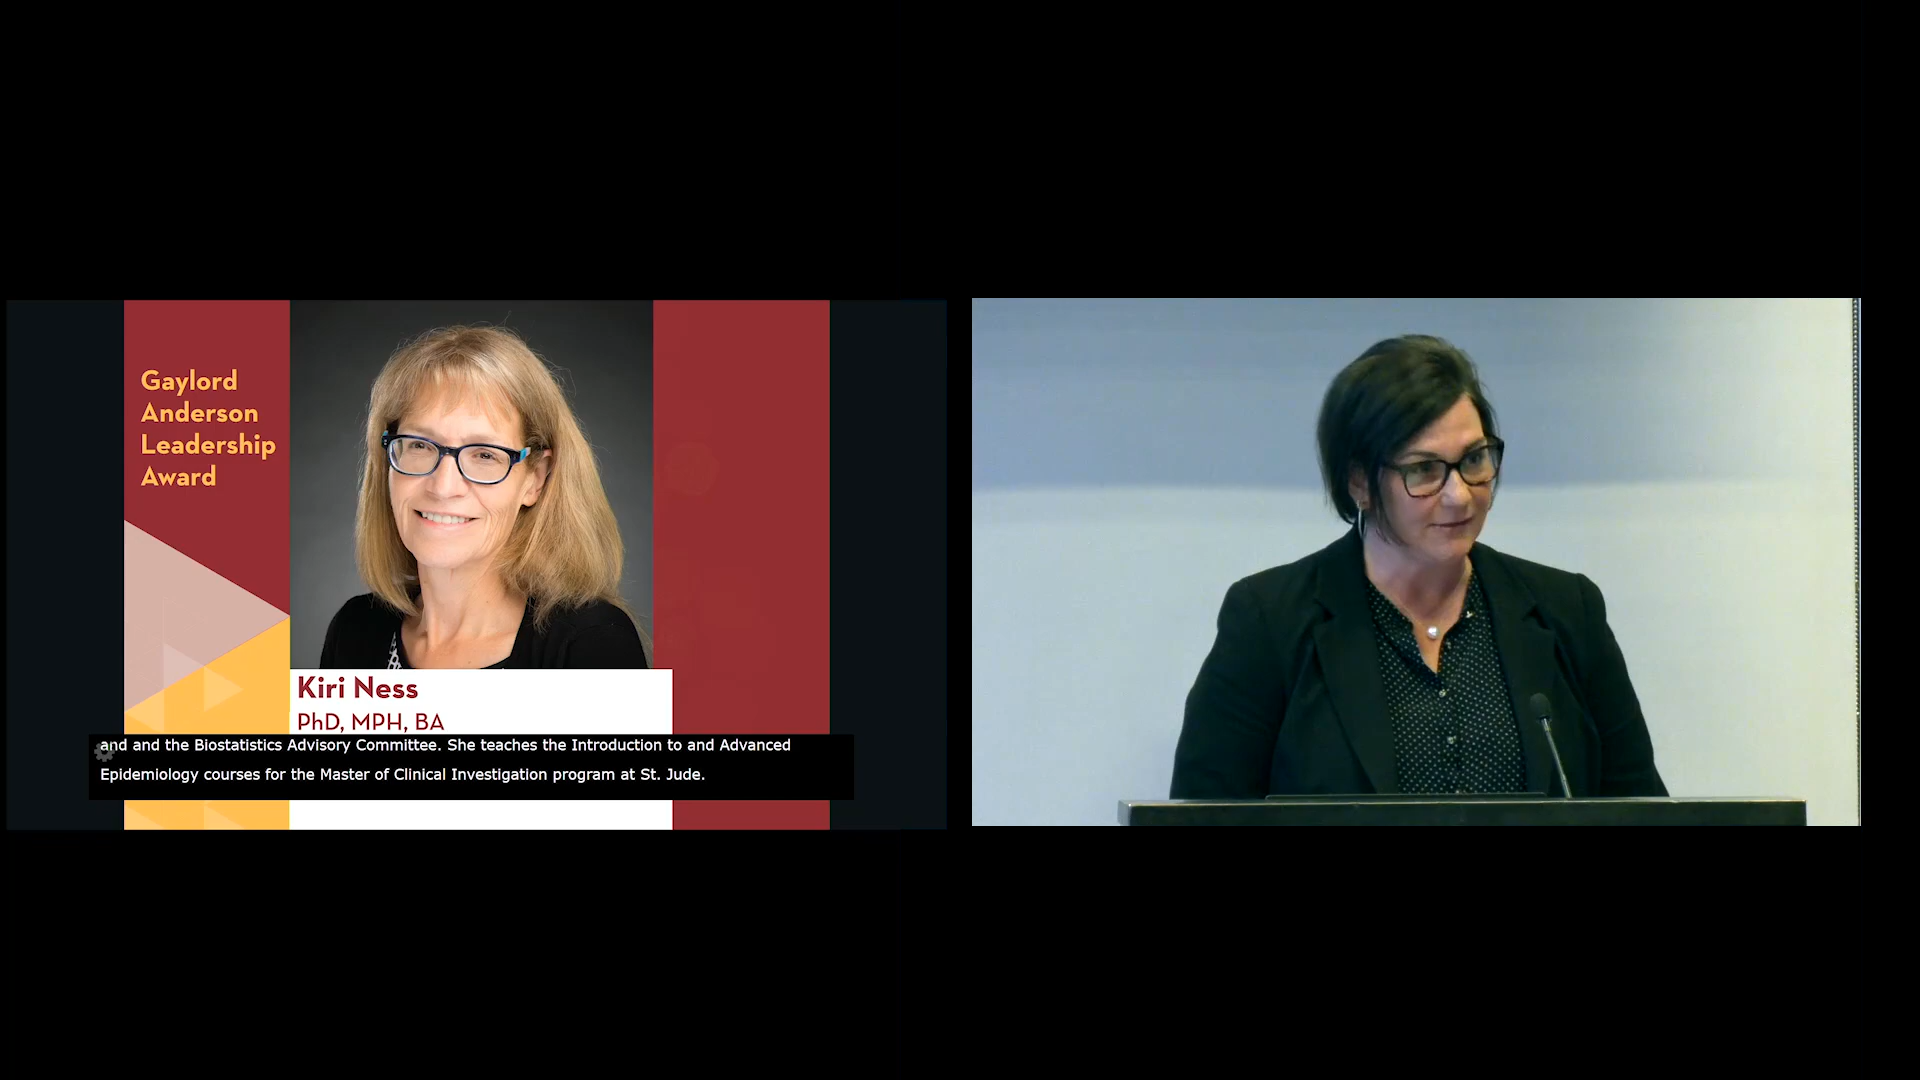 Gaylord
Anderson
Leadership
Award
Kiri Ness
PhD, MPH, BA
and and the Biostatistics Advisory Committee. She teaches the Introduction to and Advanced
Epidemiology courses for the Master of Clinical Investigation program at St. Jude.